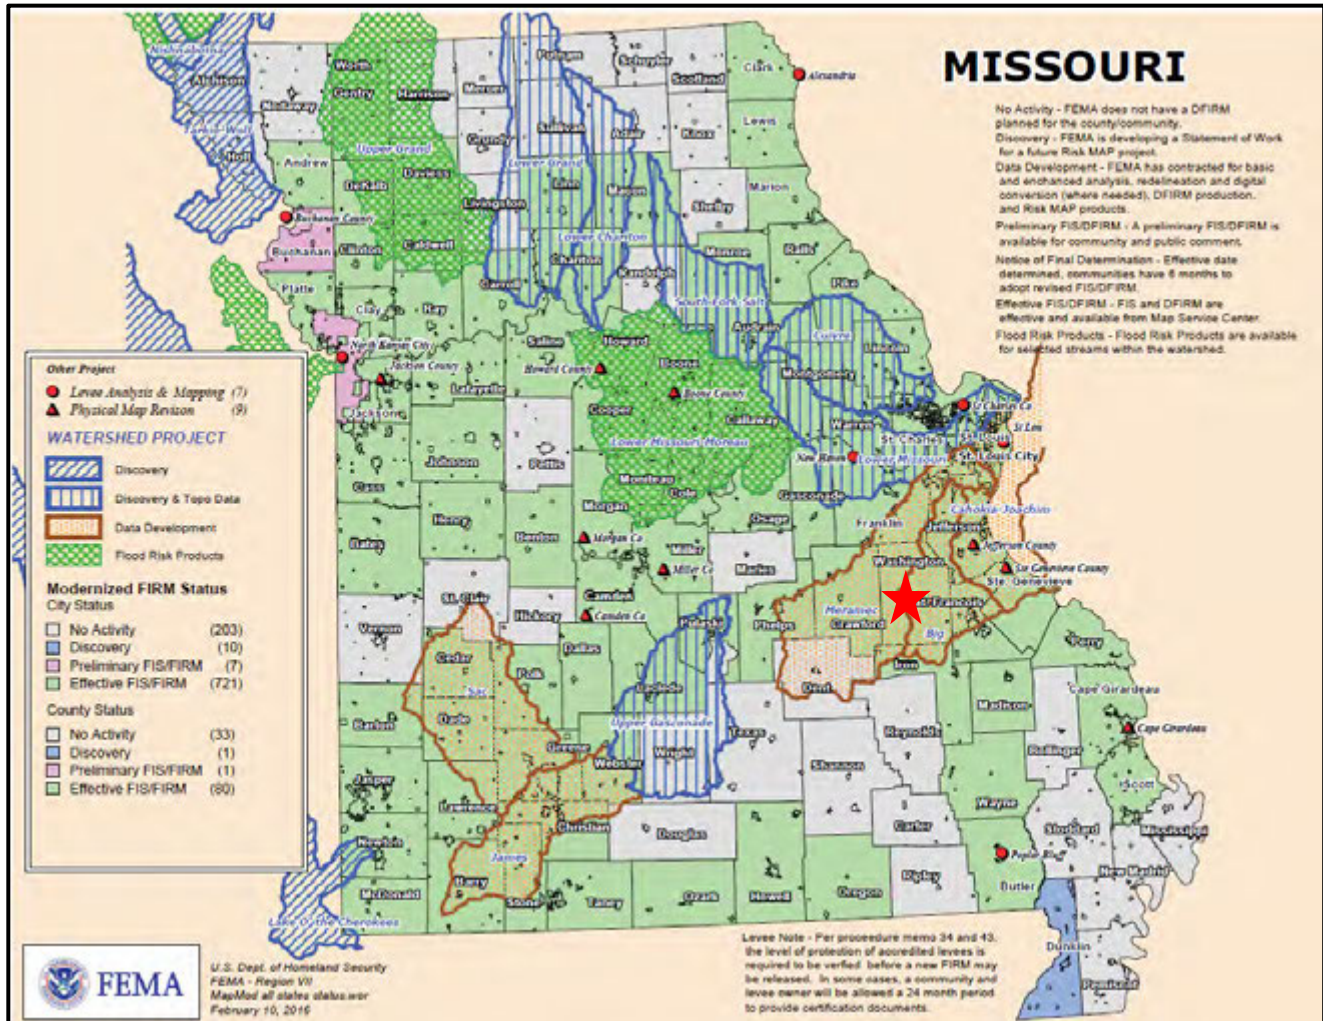 MISSOURI
No Activity - FEMA does not have a DFIRM
planned for the county/community.
Discovery - FEMA is developing a Statement of Work
for a future Risk MAP project.
Data Development - FEMA has contracted for basic
and enchanced analysis, redelineation and digital
conversion (where needed), DFIRM production,
and Risk MAP products.
Preliminary FIS/DFIRM - A preliminary FIS/DFIRM is
available for community and public comment.
Notice of Final Determination - Effective date
determined, communities have 6 months to
adopt revised FIS/DFIRM.
Effective FIS/DFIRM - FIS and DFIRM are
effective and available from Map Service Center.
Flood Risk Products - Flood Risk Products are available
for selected streams within the watershed.
Nishnabotna
Atchison
Worth
Nodaway
Gentry
Harrison
Mercer
Putnam
Schuyler
Scotland
Clark
Alexandria
Tarkio-Wolf
Holt
Andrew
Upper Grand
DeKalb
Daviess
Grundy
Sullivan
Adair
Knox
Lewis
Lower Grand
Livingston
Linn
Macon
Shelby
Marion
Buchanan County
Buchanan
Clinton
Caldwell
Lower Chariton
Chariton
Carroll
Randolph
Monroe
Ralls
Pike
Platte
Clay
Ray
South Fork Salt
Audrain
Cuivre
Lincoln
North Kansas City
Jackson County
Jackson
Lafayette
Saline
Howard
Howard County
Boone
Boone County
Cooper
Callaway
Montgomery
Warren
St Charles Co
St. Charles
St. Louis
St Lou
St. Louis City
Lower Missouri-Moreau
Lower Missouri
New Haven
Johnson
Pettis
Moniteau
Cole
Cass
Morgan
Osage
Gasconade
Franklin
Jefferson
Cahokia-Joachim
Henry
Benton
Morgan Co
Bates
Miller
Miller Co
Maries
Washington
Jefferson County
Ste Genevieve County
Ste. Genevieve
St. Clair
Hickory
Camden
Camden Co
Pulaski
Phelps
Meramec
Crawford
Francois
Big
Vernon
Cedar
Polk
Dallas
Laclede
Dent
Iron
Perry
Sac
Dade
Upper Gasconade
Madison
Cape Girardeau
Cape Girardeau
Barton
Greene
Webster
Wright
Texas
Reynolds
Bollinger
Shannon
Jasper
Lawrence
Christian
Douglas
Carter
Wayne
Scott
Stoddard
Mississippi
Newton
James
Barry
Stone
Taney
Ozark
Howell
Oregon
Ripley
Poplar Bluff
Butler
New Madrid
McDonald
Lake O' the Cherokees
Dunklin
Pemiscot
Other Project
Levee Analysis & Mapping (7)
Physical Map Revison (9)
WATERSHED PROJECT
Discovery
Discovery & Topo Data
Data Development
Flood Risk Products
Modernized FIRM Status
City Status
No Activity (203)
Discovery (10)
Preliminary FIS/FIRM (7)
Effective FIS/FIRM (721)
County Status
No Activity (33)
Discovery (1)
Preliminary FIS/FIRM (1)
Effective FIS/FIRM (80)
FEMA
U.S. Dept. of Homeland Security
FEMA - Region VII
MapMod all states status.wor
February 10, 2016
Levee Note - Per proceedure memo 34 and 43,
the level of protection of accredited levees is
required to be verfied before a new FIRM may
be released. In some cases, a community and
levee owner will be allowed a 24 month period
to provide certification documents.